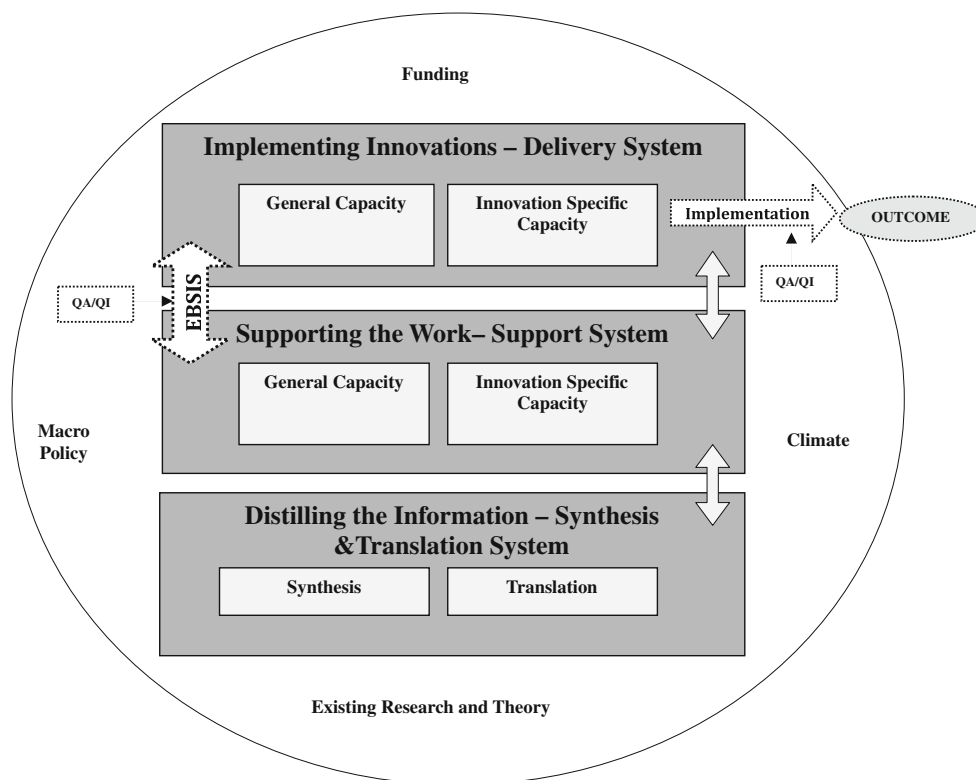 Funding
Implementing Innovations – Delivery System
General Capacity
Innovation Specific
Capacity
Implementation
OUTCOME
QA/QI
QA/QI
EBSIS
Supporting the Work– Support System
General Capacity
Innovation Specific
Capacity
Macro
Policy
Climate
Distilling the Information – Synthesis
&Translation System
Synthesis
Translation
Existing Research and Theory